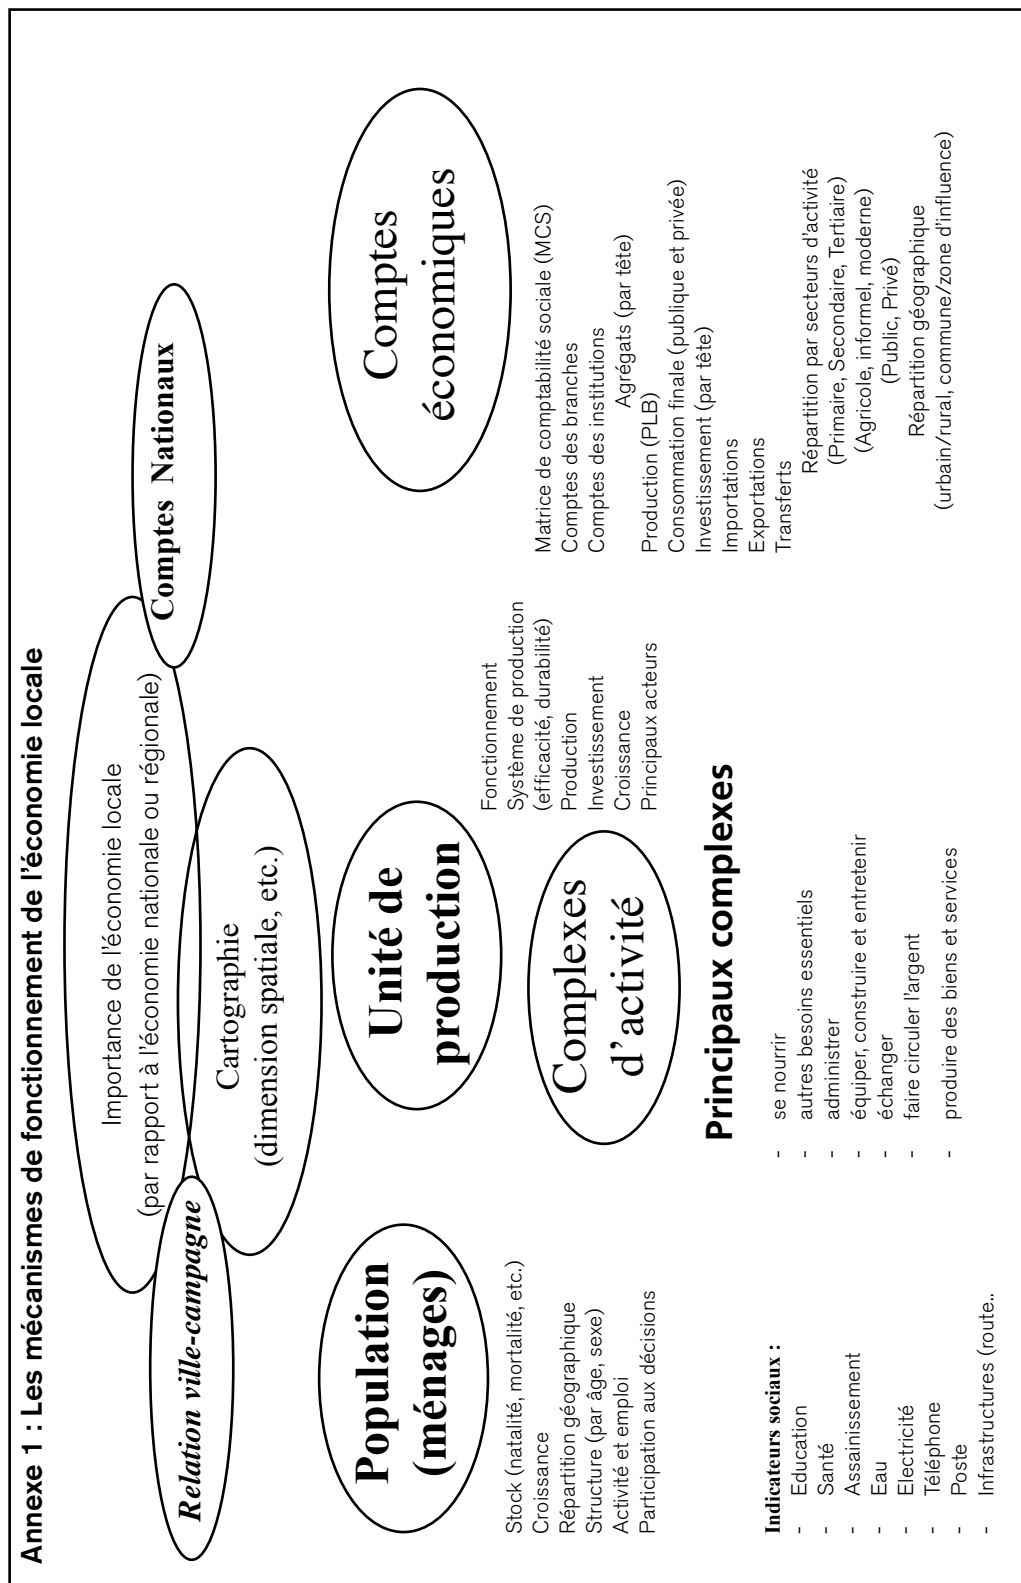 Annexe 1 : Les mécanismes de fonctionnement de l'économie locale
Importance de l'économie locale
(par rapport à l'économie nationale ou régionale)
Relation ville-campagne
Comptes Nationaux
Cartographie
(dimension spatiale, etc.)
Population
(ménages)
Stock (natalité, mortalité, etc.)
Croissance
Répartition géographique
Structure (par âge, sexe)
Activité et emploi
Participation aux décisions
Indicateurs sociaux :
- Education
- Santé
- Assainissement
- Eau
- Electricité
- Téléphone
- Poste
- Infrastructures (route..
Unité de
production
Fonctionnement
Système de production
(efficacité, durabilité)
Production
Investissement
Croissance
Principaux acteurs
Complexes
d'activité
Principaux complexes
- se nourrir
- autres besoins essentiels
- administrer
- équiper, construire et entretenir
- échanger
- faire circuler l'argent
- produire des biens et services
Comptes
économiques
Matrice de comptabilité sociale (MCS)
Comptes des branches
Comptes des institutions
Agrégats (par tête)
Production (PLB)
Consommation finale (publique et privée)
Investissement (par tête)
Importations
Exportations
Transferts
Répartition par secteurs d'activité
(Primaire, Secondaire, Tertiaire)
(Agricole, informel, moderne)
(Public, Privé)
Répartition géographique
(urbain/rural, commune/zone d'influence)